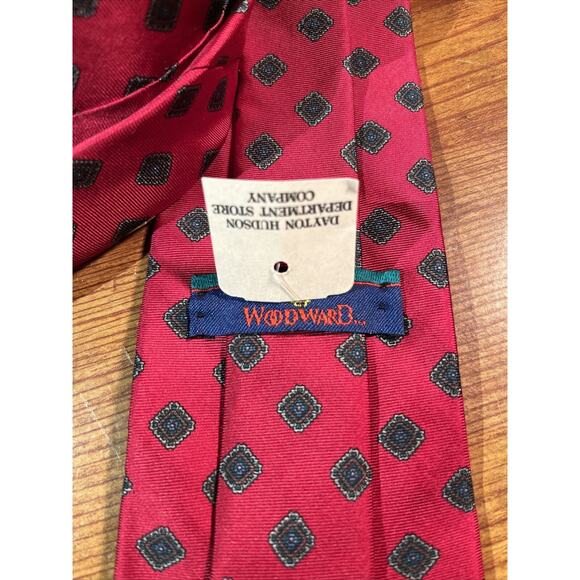 DAYTON HUDSON
DEPARTMENT STORE
COMPANY
WOODWARD...